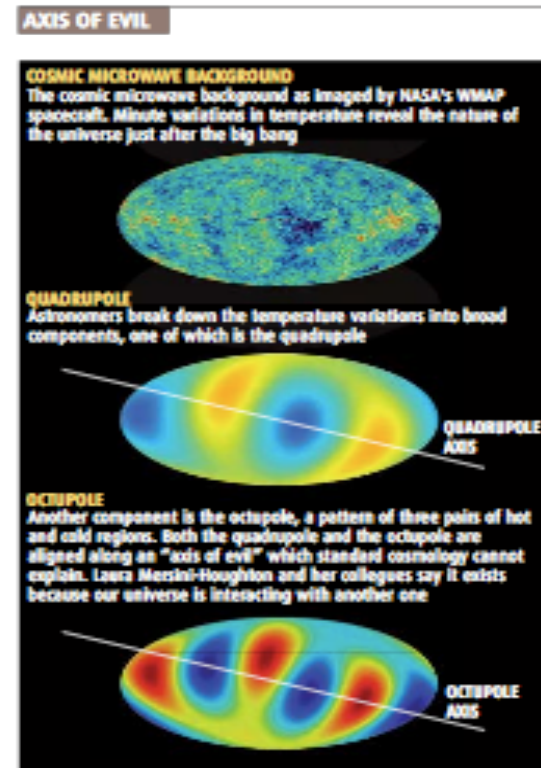 AXIS OF EVIL
COSMIC MICROWAVE BACKGROUND
The cosmic microwave background as imaged by NASA's WMAP
spacecraft. Minute variations in temperature reveal the nature of
the universe just after the big bang
QUADRUPOLE
Astronomers break down the temperature variations into broad
components, one of which is the quadrupole
QUADRUPOLE
AXIS
OCTUPOLE
Another component is the octupole, a pattern of three pairs of hot
and cold regions. Both the quadrupole and the octupole are
aligned along an "axis of evil" which standard cosmology cannot
explain. Laura Mersini-Houghton and her collegues say it exists
because our universe is interacting with another one
OCTUPOLE
AXIS